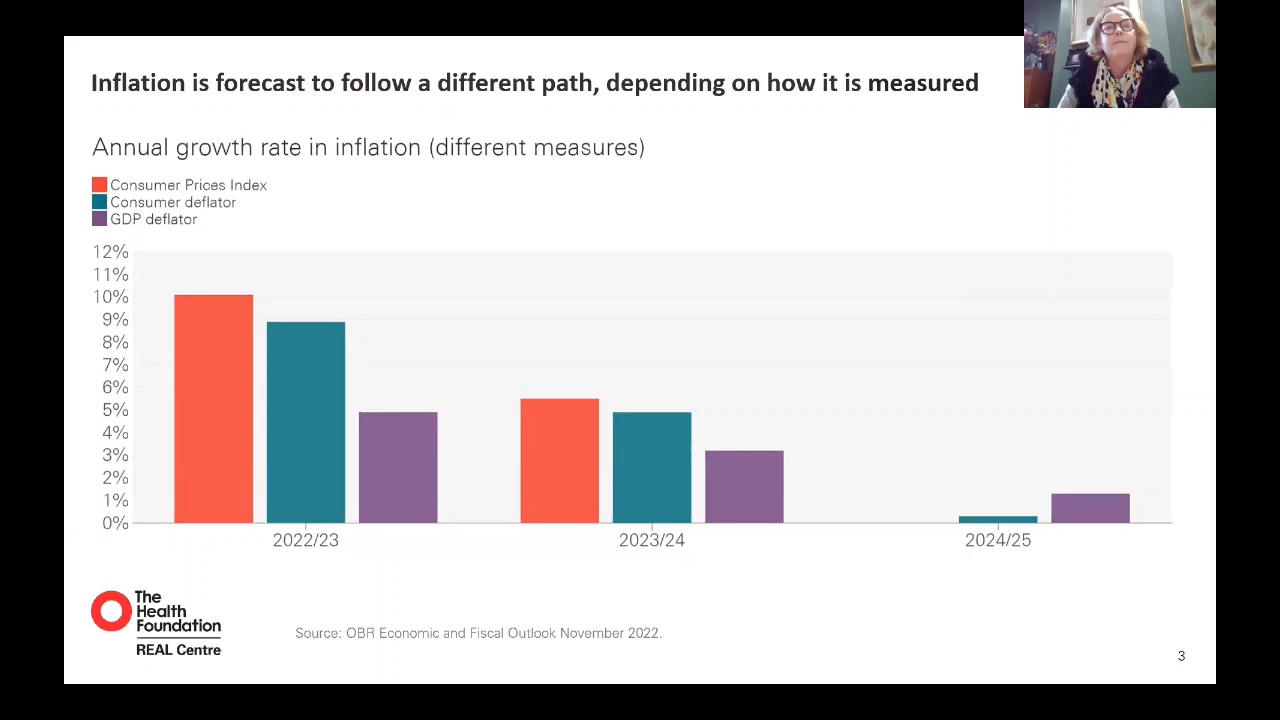 Inflation is forecast to follow a different path, depending on how it is measured
Annual growth rate in inflation (different measures)
Consumer Prices Index
Consumer deflator
GDP deflator
12%
11%
10%
9%
8%
7%
6%
5%
4%
3%
2%
1%
0%
2022/23
2023/24
2024/25
The
Health
Foundation
REAL Centre
Source: OBR Economic and Fiscal Outlook November 2022.
3